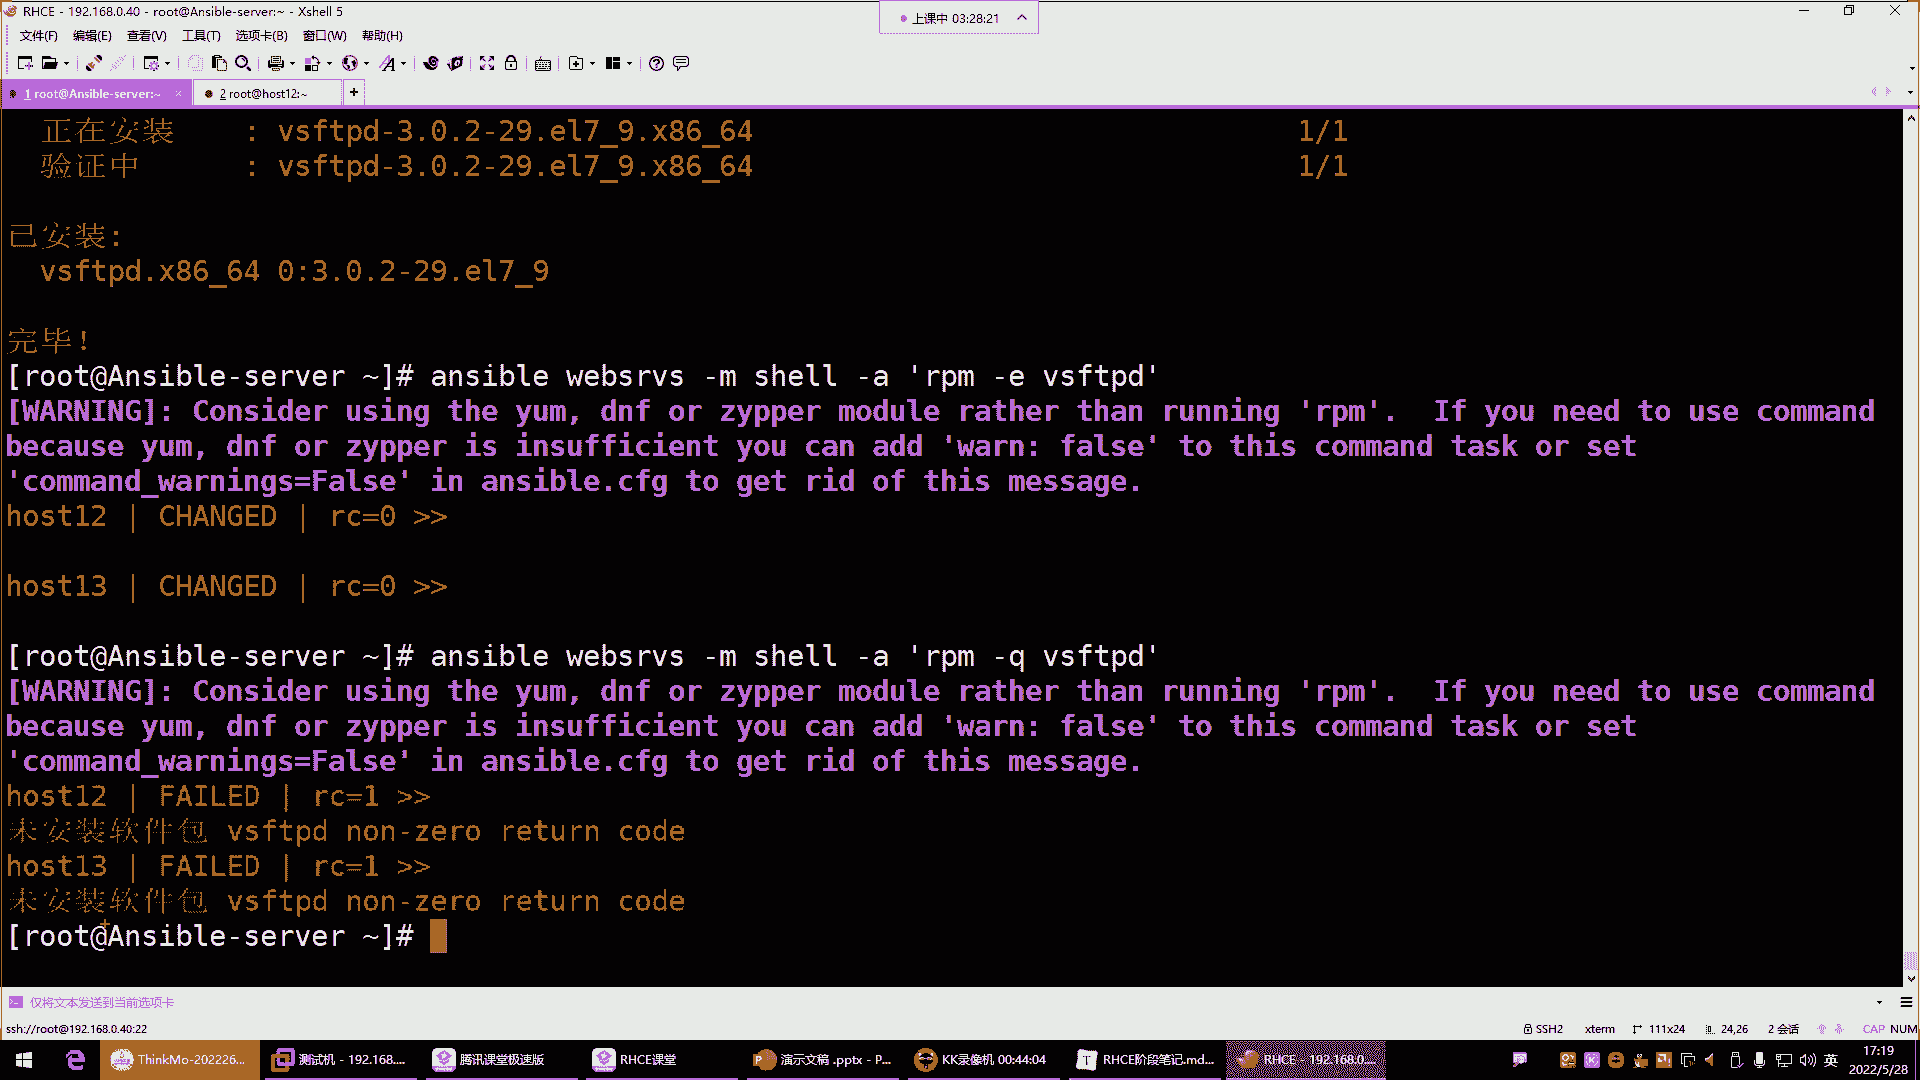 RHCE - 192.168.0.40 - root@Ansible-server:~ - Xshell 5
上课中 03:28:21
文件(F) 编辑(E) 查看(V) 工具(T) 选项卡(B) 窗口(W) 帮助(H)
1 root@Ansible-server:~ × 2 root@host12:~ +
正在安装 : vsftpd-3.0.2-29.el7_9.x86_64 1/1
验证中 : vsftpd-3.0.2-29.el7_9.x86_64 1/1
已安装:
vsftpd.x86_64 0:3.0.2-29.el7_9
完毕!
[root@Ansible-server ~]# ansible websrvs -m shell -a 'rpm -e vsftpd'
[WARNING]: Consider using the yum, dnf or zypper module rather than running 'rpm'.  If you need to use command
because yum, dnf or zypper is insufficient you can add 'warn: false' to this command task or set
'command_warnings=False' in ansible.cfg to get rid of this message.
host12 | CHANGED | rc=0 >>
host13 | CHANGED | rc=0 >>
[root@Ansible-server ~]# ansible websrvs -m shell -a 'rpm -q vsftpd'
[WARNING]: Consider using the yum, dnf or zypper module rather than running 'rpm'.  If you need to use command
because yum, dnf or zypper is insufficient you can add 'warn: false' to this command task or set
'command_warnings=False' in ansible.cfg to get rid of this message.
host12 | FAILED | rc=1 >>
未安装软件包 vsftpd non-zero return code
host13 | FAILED | rc=1 >>
未安装软件包 vsftpd non-zero return code
[root@Ansible-server ~]#
仅将文本发送到当前选项卡
ssh://root@192.168.0.40:22 SSH2 xterm 111x24 24,26 2 会话 CAP NUM
ThinkMo-202226... 测试机 - 192.168.... 腾讯课堂极速版 RHCE课堂 演示文稿 .pptx - P... KK录像机 00:44:04 RHCE阶段笔记.md... RHCE - 192.168.0.... 英 17:19
2022/5/28